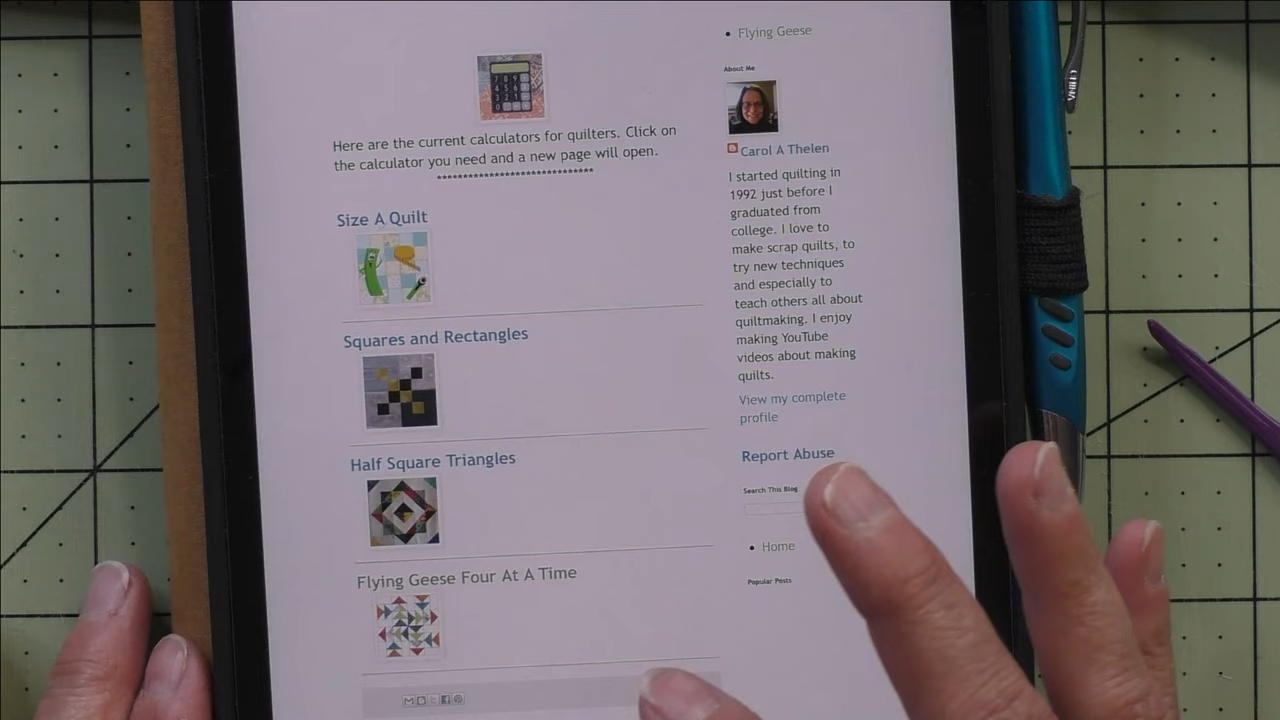 Here are the current calculators for quilters. Click on
the calculator you need and a new page will open.
******************************
Size A Quilt
Squares and Rectangles
Half Square Triangles
Flying Geese Four At A Time
Flying Geese
About Me
Carol A Thelen
I started quilting in
1992 just before I
graduated from
college. I love to
make scrap quilts, to
try new techniques
and especially to
teach others all about
quiltmaking. I enjoy
making YouTube
videos about making
quilts.
View my complete
profile
Report Abuse
Search This Blog
Home
Popular Posts
CHINA